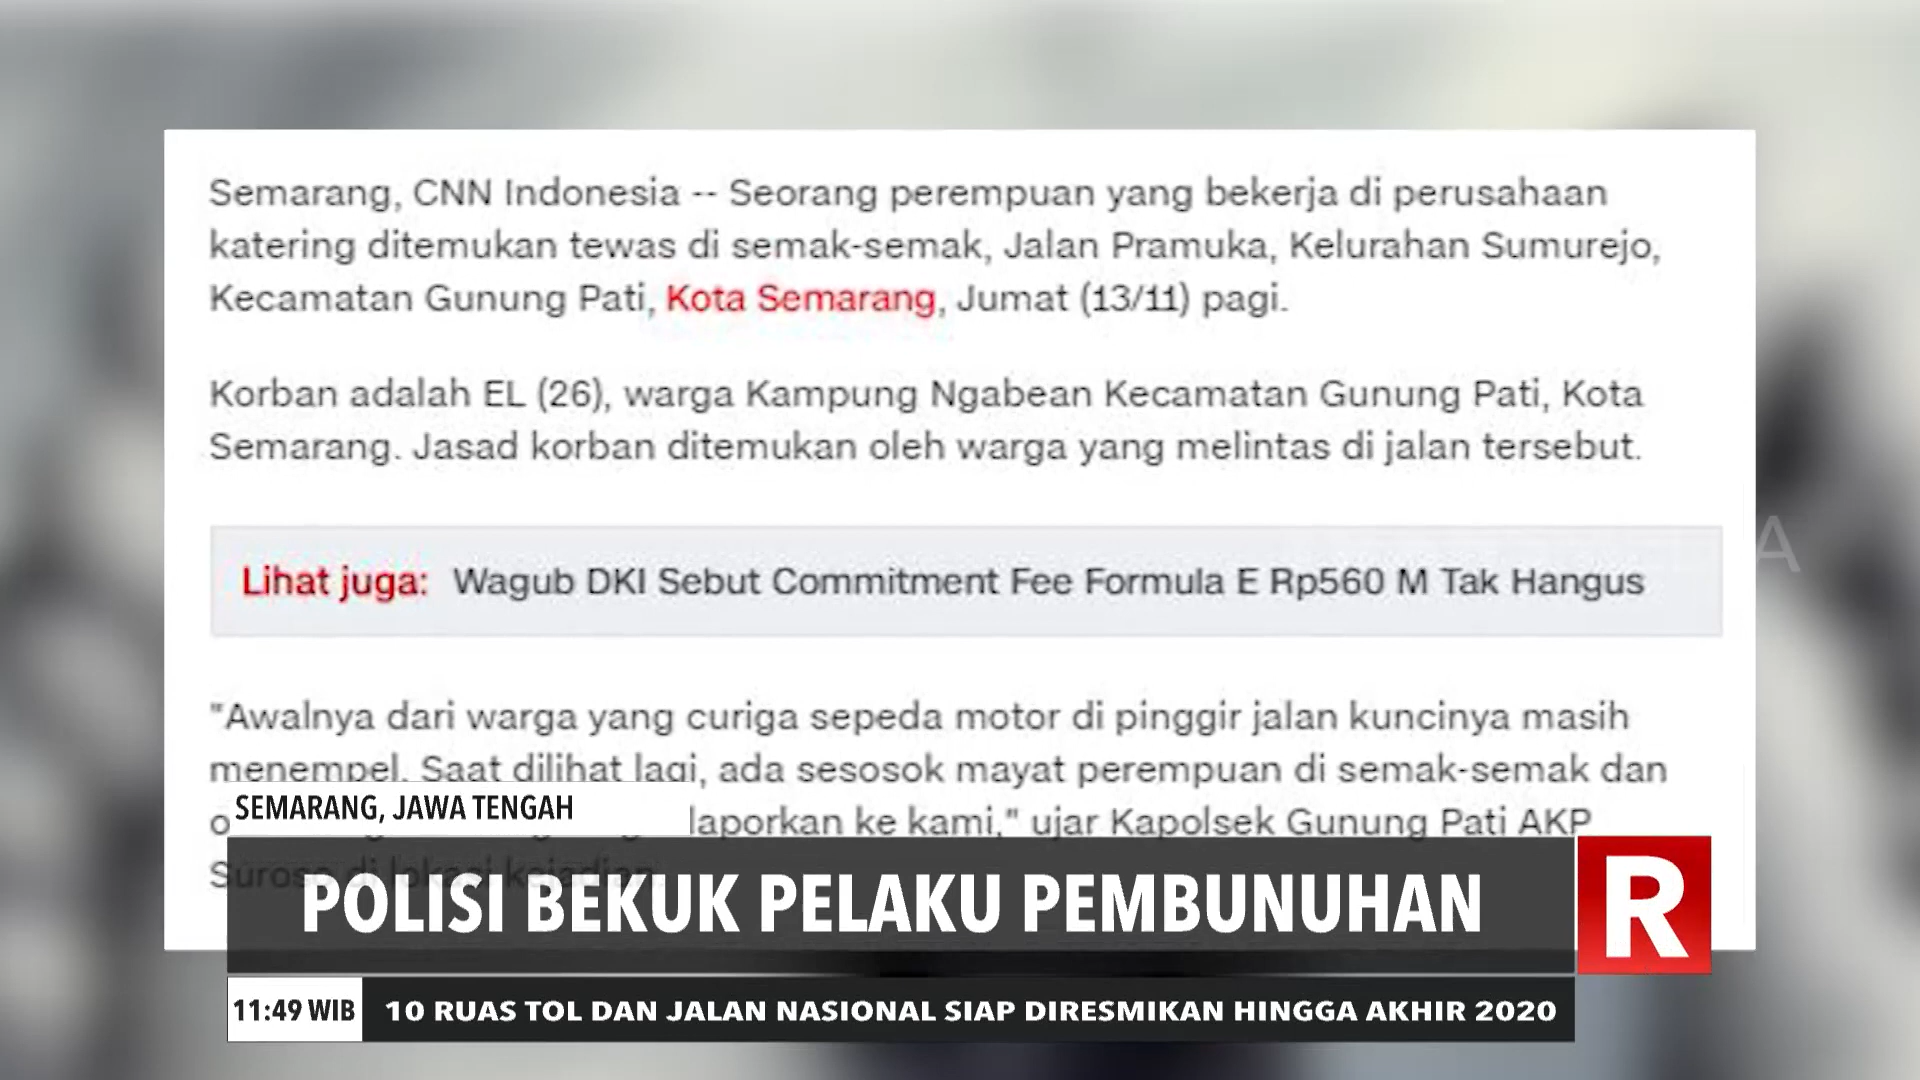 Semarang, CNN Indonesia -- Seorang perempuan yang bekerja di perusahaan
katering ditemukan tewas di semak-semak, Jalan Pramuka, Kelurahan Sumurejo,
Kecamatan Gunung Pati, Kota Semarang, Jumat (13/11) pagi.
Korban adalah EL (26), warga Kampung Ngabean Kecamatan Gunung Pati, Kota
Semarang. Jasad korban ditemukan oleh warga yang melintas di jalan tersebut.
Lihat juga: Wagub DKI Sebut Commitment Fee Formula E Rp560 M Tak Hangus
"Awalnya dari warga yang curiga sepeda motor di pinggir jalan kuncinya masih
menempel. Saat dilihat lagi, ada sesosok mayat perempuan di semak-semak dan
laporkan ke kami," ujar Kapolsek Gunung Pati AKP
Suroso di lokasi kejadian.
SEMARANG, JAWA TENGAH
POLISI BEKUK PELAKU PEMBUNUHAN
R
11:49 WIB
10 RUAS TOL DAN JALAN NASIONAL SIAP DIRESMIKAN HINGGA AKHIR 2020